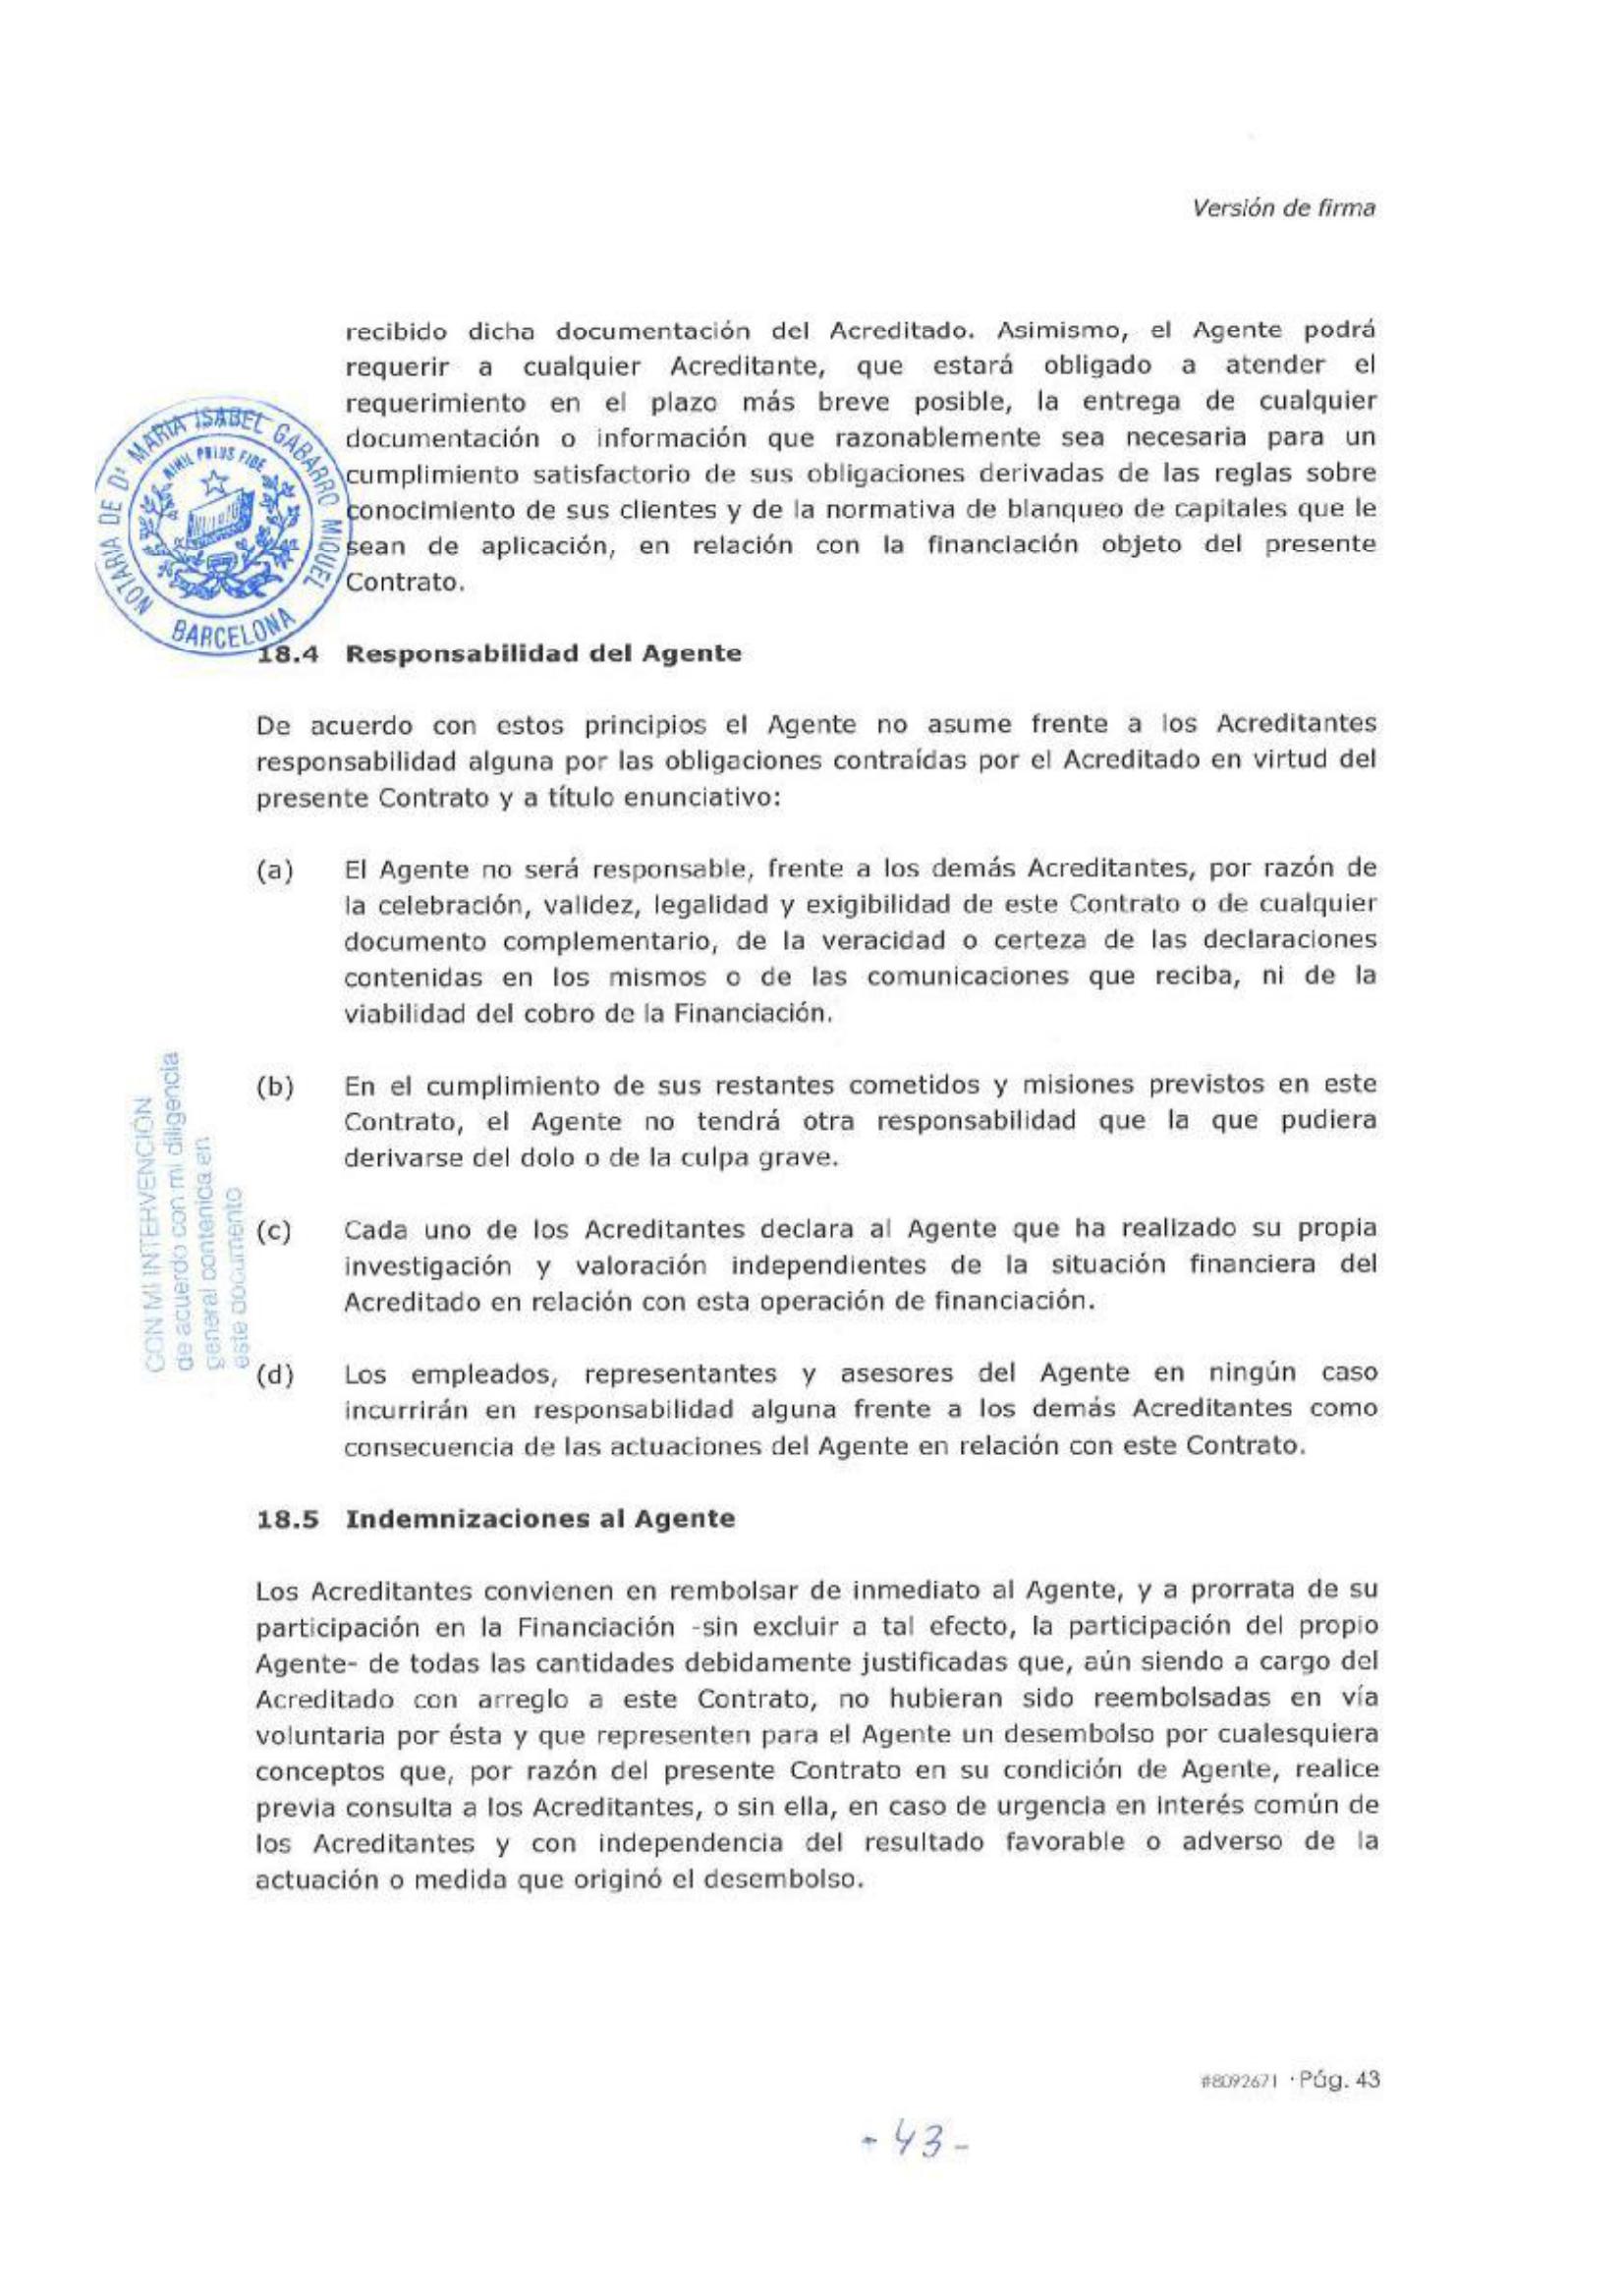 Versión de firma
recibido dicha documentación del Acreditado. Asimismo, el Agente podrá
requerir a cualquier Acreditante, que estará obligado a atender el
requerimiento en el plazo más breve posible, la entrega de cualquier
documentación o información que razonablemente sea necesaria para un
cumplimiento satisfactorio de sus obligaciones derivadas de las reglas sobre
conocimiento de sus clientes y de la normativa de blanqueo de capitales que le
sean de aplicación, en relación con la financiación objeto del presente
Contrato.
NOTARIA DE Dª MARIA ISABEL GABARRO MIQUEL
NIHIL PRIUS FIDE
BARCELONA
18.4 Responsabilidad del Agente
De acuerdo con estos principios el Agente no asume frente a los Acreditantes
responsabilidad alguna por las obligaciones contraídas por el Acreditado en virtud del
presente Contrato y a título enunciativo:
(a) El Agente no será responsable, frente a los demás Acreditantes, por razón de
la celebración, validez, legalidad y exigibilidad de este Contrato o de cualquier
documento complementario, de la veracidad o certeza de las declaraciones
contenidas en los mismos o de las comunicaciones que reciba, ni de la
viabilidad del cobro de la Financiación.
(b) En el cumplimiento de sus restantes cometidos y misiones previstos en este
Contrato, el Agente no tendrá otra responsabilidad que la que pudiera
derivarse del dolo o de la culpa grave.
CON MI INTERVENCIÓN
de acuerdo con mi diligencia
general contenica en
este documento
(c) Cada uno de los Acreditantes declara al Agente que ha realizado su propia
investigación y valoración independientes de la situación financiera del
Acreditado en relación con esta operación de financiación.
(d) Los empleados, representantes y asesores del Agente en ningún caso
incurrirán en responsabilidad alguna frente a los demás Acreditantes como
consecuencia de las actuaciones del Agente en relación con este Contrato.
18.5 Indemnizaciones al Agente
Los Acreditantes convienen en rembolsar de inmediato al Agente, y a prorrata de su
participación en la Financiación -sin excluir a tal efecto, la participación del propio
Agente- de todas las cantidades debidamente justificadas que, aún siendo a cargo del
Acreditado con arreglo a este Contrato, no hubieran sido reembolsadas en vía
voluntaria por ésta y que representen para el Agente un desembolso por cualesquiera
conceptos que, por razón del presente Contrato en su condición de Agente, realice
previa consulta a los Acreditantes, o sin ella, en caso de urgencia en interés común de
los Acreditantes y con independencia del resultado favorable o adverso de la
actuación o medida que originó el desembolso.
#8092671 · Pág. 43
- 43 -